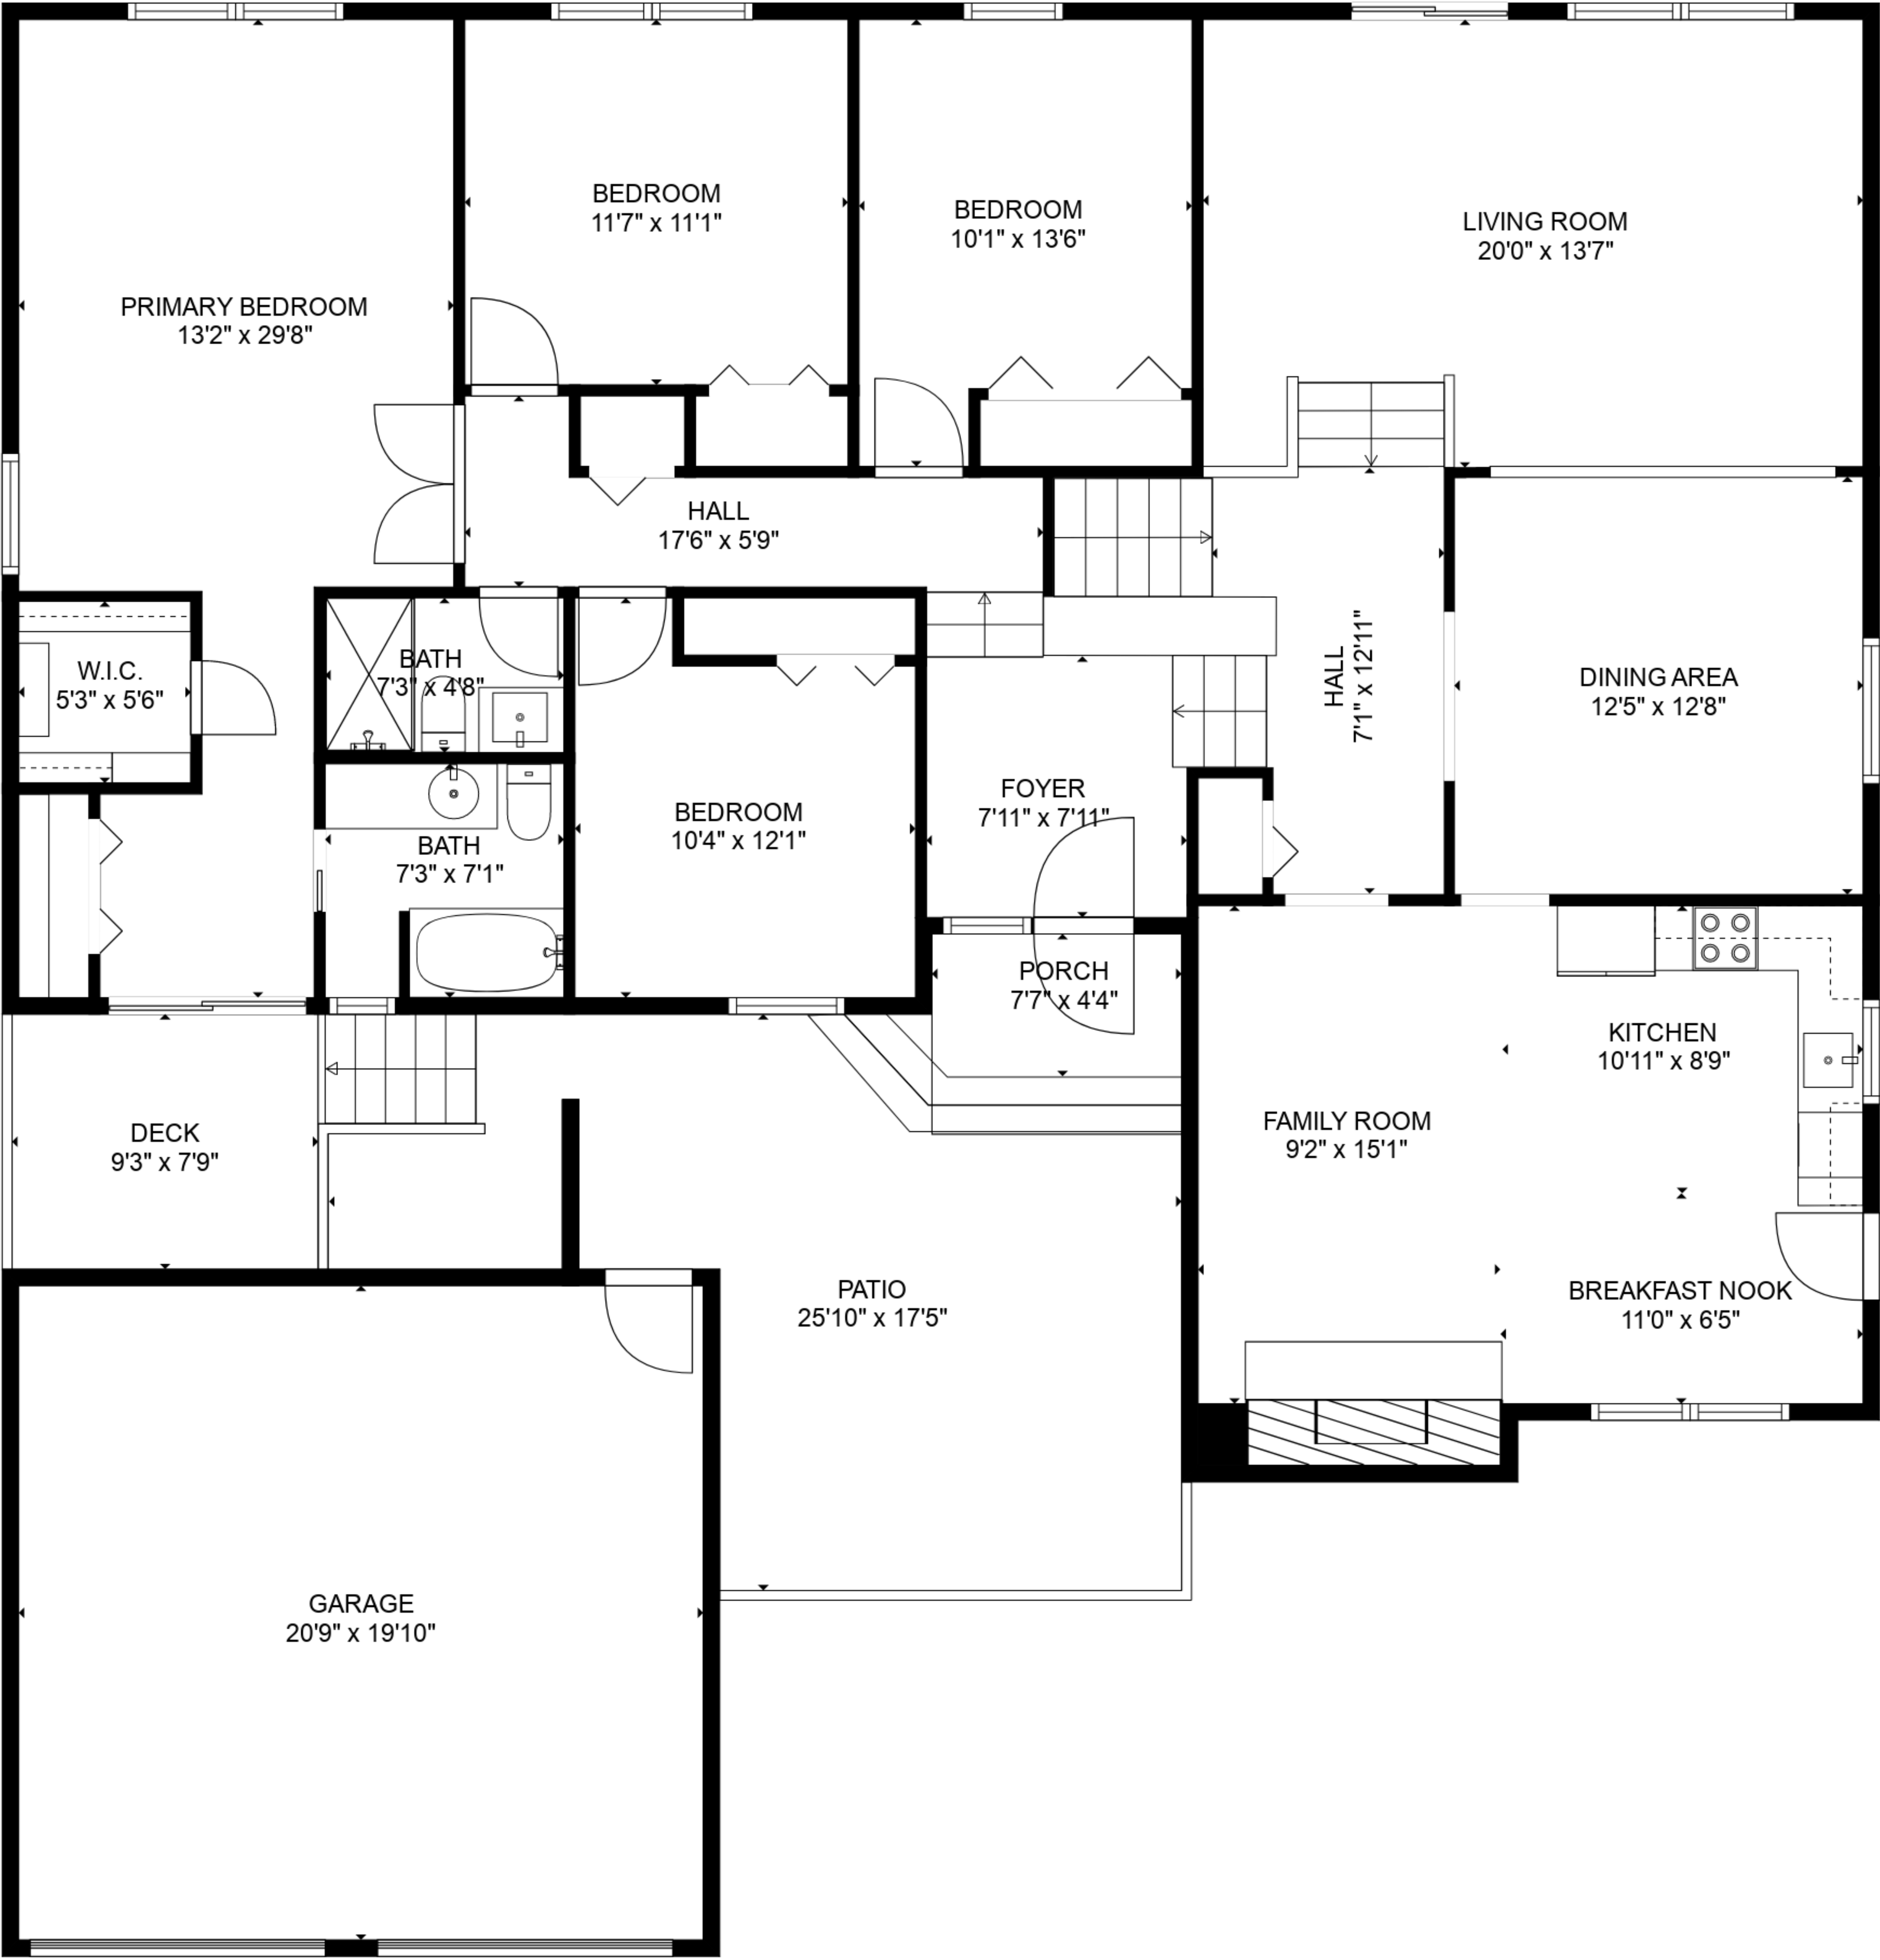 BEDROOM
11'7" x 11'1"
BEDROOM
10'1" x 13'6"
LIVING ROOM
20'0" x 13'7"
PRIMARY BEDROOM
13'2" x 29'8"
HALL
17'6" x 5'9"
HALL
7'1" x 12'11"
W.I.C.
5'3" x 5'6"
BATH
7'3" x 4'8"
DINING AREA
12'5" x 12'8"
FOYER
7'11" x 7'11"
BEDROOM
10'4" x 12'1"
BATH
7'3" x 7'1"
PORCH
7'7" x 4'4"
KITCHEN
10'11" x 8'9"
FAMILY ROOM
9'2" x 15'1"
DECK
9'3" x 7'9"
PATIO
25'10" x 17'5"
BREAKFAST NOOK
11'0" x 6'5"
GARAGE
20'9" x 19'10"